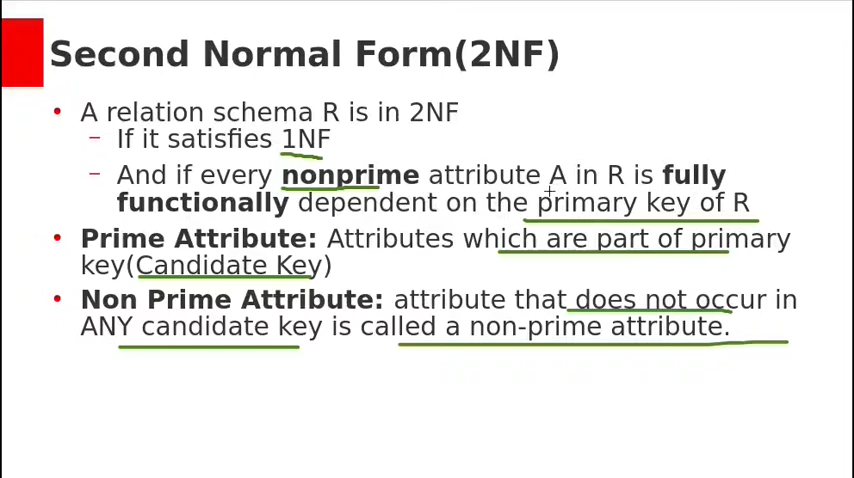 Second Normal Form(2NF)
• A relation schema R is in 2NF
– If it satisfies 1NF
– And if every nonprime attribute A in R is fully
functionally dependent on the primary key of R
• Prime Attribute: Attributes which are part of primary
key(Candidate Key)
• Non Prime Attribute: attribute that does not occur in
ANY candidate key is called a non-prime attribute.